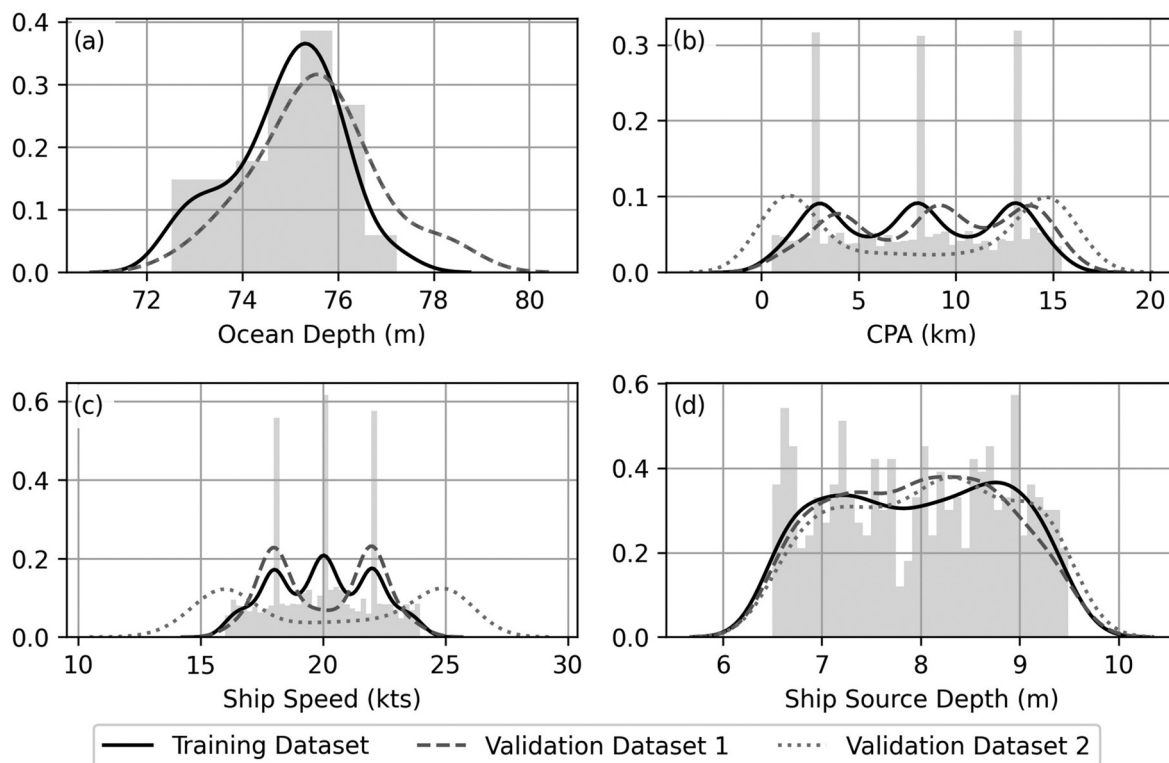 (a)
0.4
0.3
0.2
0.1
0.0
72 74 76 78 80
Ocean Depth (m)
(b)
0.3
0.2
0.1
0.0
0 5 10 15 20
CPA (km)
(c)
0.6
0.4
0.2
0.0
10 15 20 25 30
Ship Speed (kts)
(d)
0.6
0.4
0.2
0.0
6 7 8 9 10
Ship Source Depth (m)
Training Dataset Validation Dataset 1 Validation Dataset 2